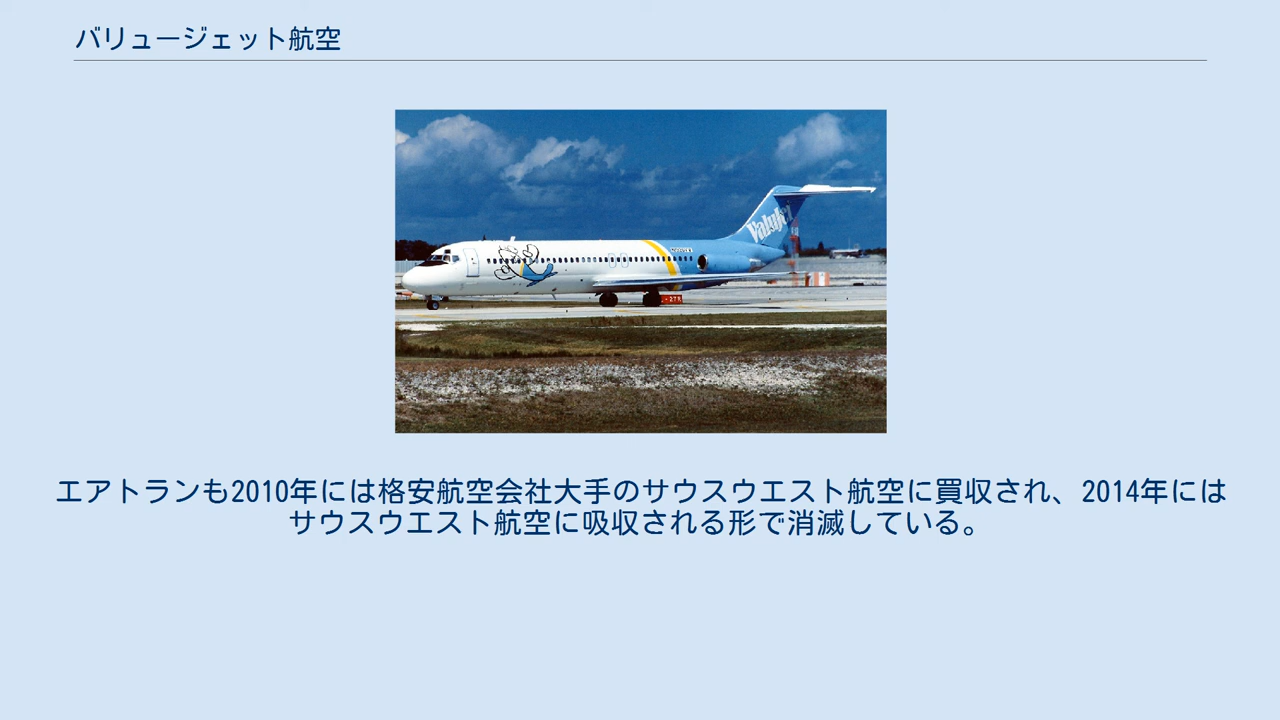 バリュージェット航空
ValuJet
エアトランも2010年には格安航空会社大手のサウスウエスト航空に買収され、2014年には
サウスウエスト航空に吸収される形で消滅している。